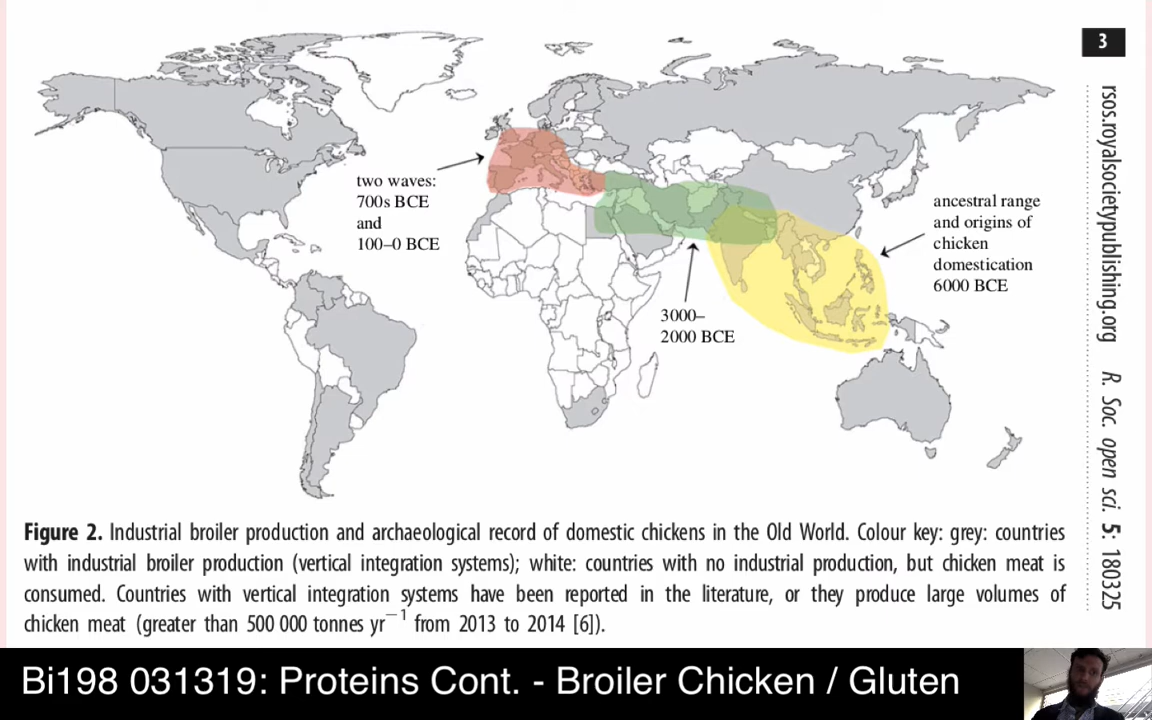 3
two waves:
700s BCE
and
100–0 BCE
ancestral range
and origins of
chicken
domestication
6000 BCE
3000–
2000 BCE
rsos.royalsocietypublishing.org R. Soc. open sci. 5: 180325
Figure 2. Industrial broiler production and archaeological record of domestic chickens in the Old World. Colour key: grey: countries
with industrial broiler production (vertical integration systems); white: countries with no industrial production, but chicken meat is
consumed. Countries with vertical integration systems have been reported in the literature, or they produce large volumes of
chicken meat (greater than 500 000 tonnes yr⁻¹ from 2013 to 2014 [6]).
Bi198 031319: Proteins Cont. - Broiler Chicken / Gluten